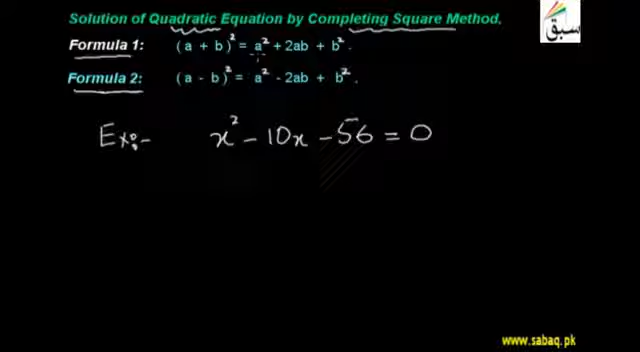 Solution of Quadratic Equation by Completing Square Method.
سبق
Formula 1: (a + b)² = a² + 2ab + b².
Formula 2: (a - b)² = a² - 2ab + b².
Ex:- x² - 10x - 56 = 0
www.sabaq.pk